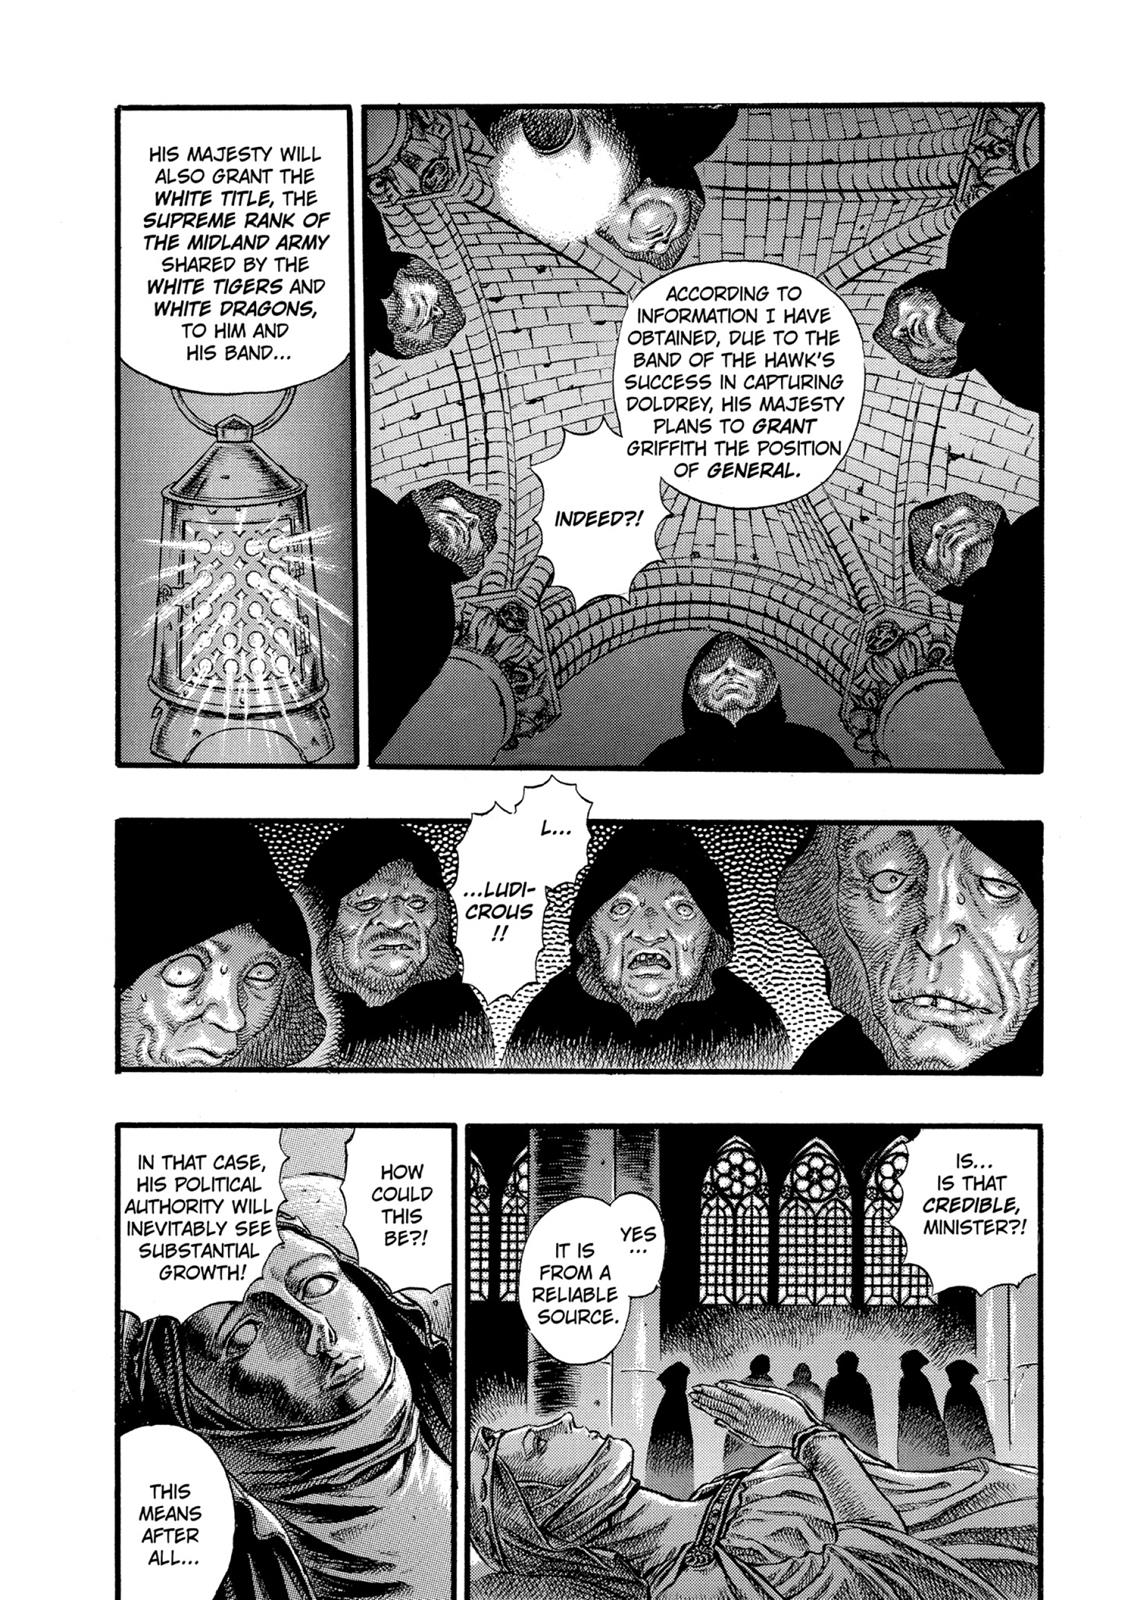 ACCORDING TO
INFORMATION I HAVE
OBTAINED, DUE TO THE
BAND OF THE HAWK'S
SUCCESS IN CAPTURING
DOLDREY, HIS MAJESTY
PLANS TO GRANT
GRIFFITH THE POSITION
OF GENERAL.
INDEED?!
HIS MAJESTY WILL
ALSO GRANT THE
WHITE TITLE, THE
SUPREME RANK OF
THE MIDLAND ARMY
SHARED BY THE
WHITE TIGERS AND
WHITE DRAGONS,
TO HIM AND
HIS BAND...
L...
...LUDI-
CROUS
!!
IS...
IS THAT
CREDIBLE,
MINISTER?!
YES
...
IT IS
FROM A
RELIABLE
SOURCE.
HOW
COULD
THIS
BE?!
IN THAT CASE,
HIS POLITICAL
AUTHORITY WILL
INEVITABLY SEE
SUBSTANTIAL
GROWTH!
THIS
MEANS
AFTER
ALL...